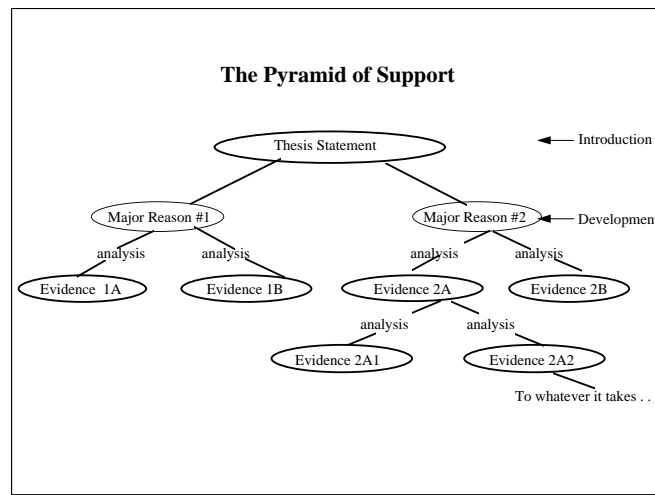 The Pyramid of Support
Thesis Statement
Introduction
Major Reason #1
Major Reason #2
Development
analysis
analysis
analysis
analysis
Evidence 1A
Evidence 1B
Evidence 2A
Evidence 2B
analysis
analysis
Evidence 2A1
Evidence 2A2
To whatever it takes . .